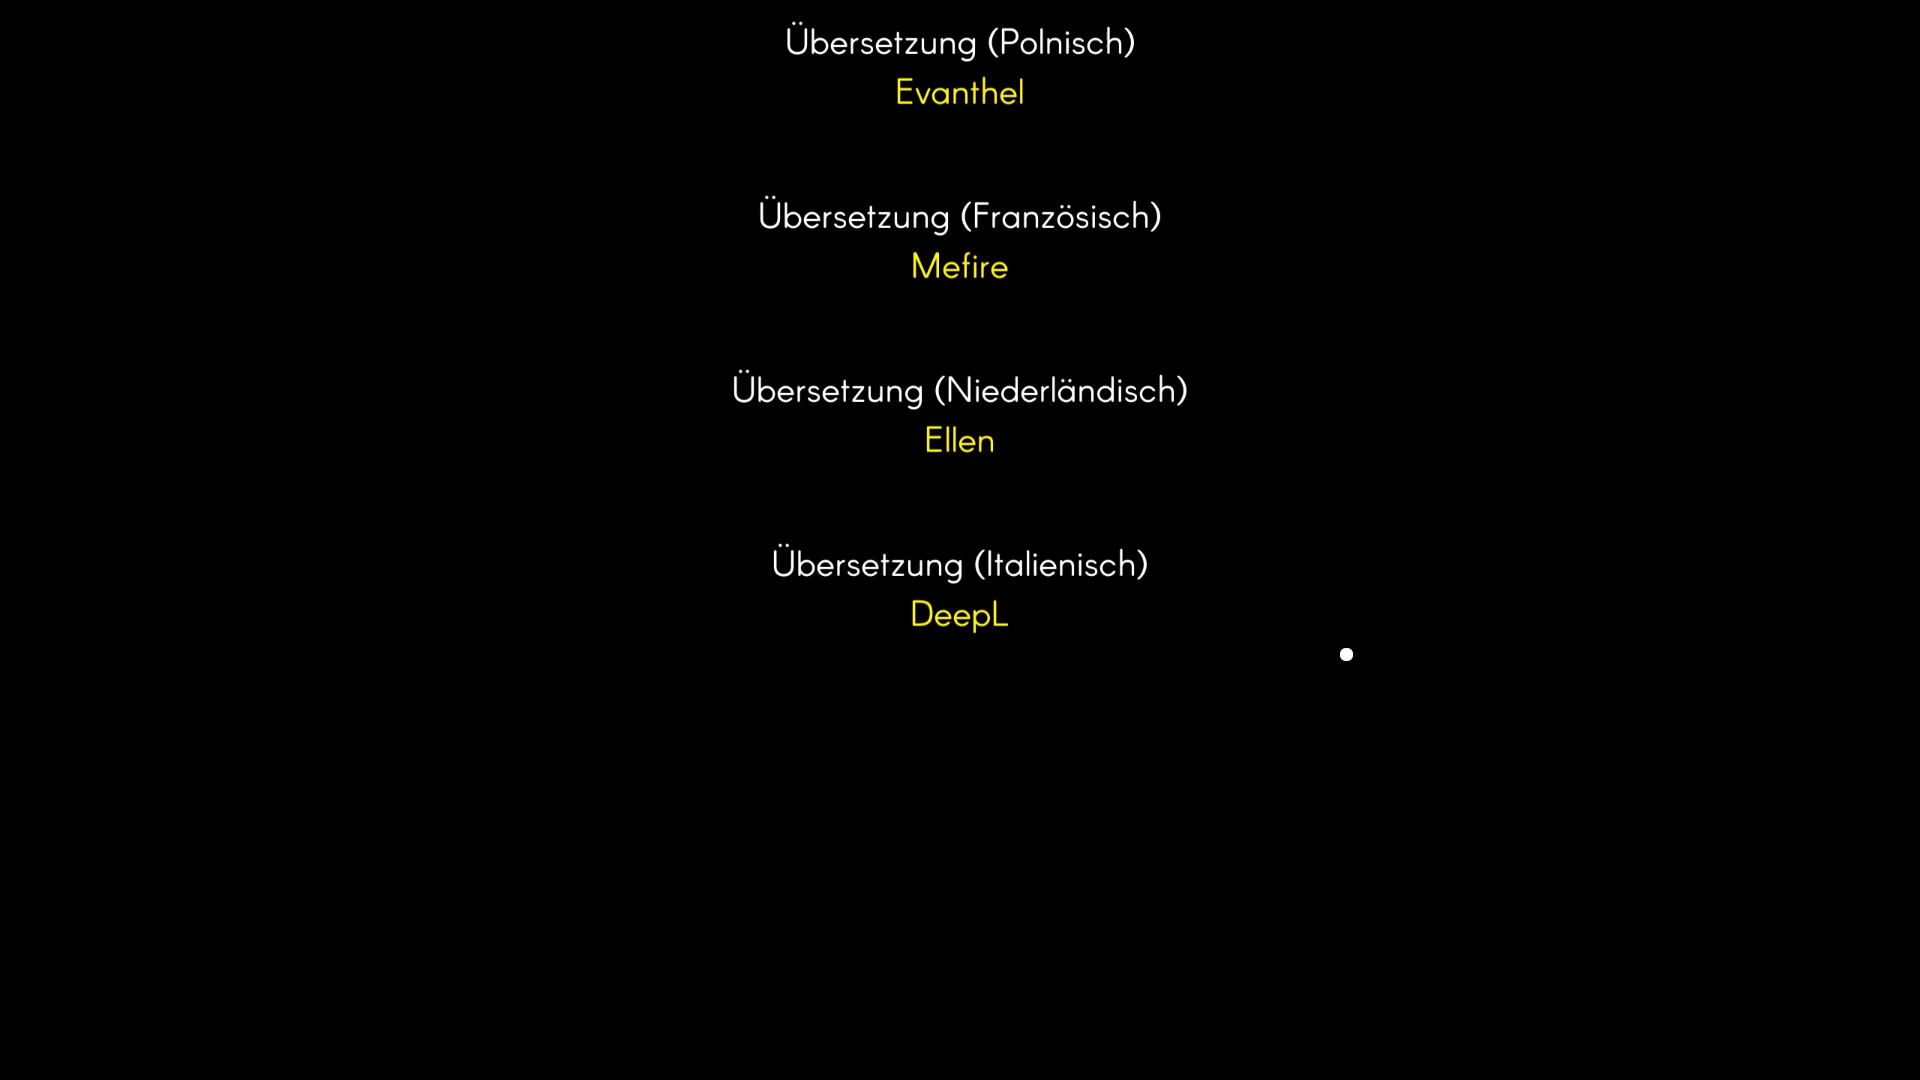 Übersetzung (Polnisch)
Evanthel
Übersetzung (Französisch)
Mefire
Übersetzung (Niederländisch)
Ellen
Übersetzung (Italienisch)
DeepL